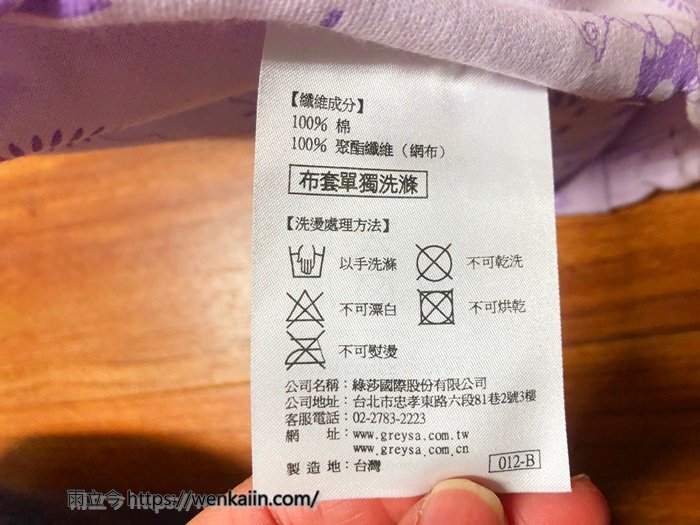 【纖維成分】
100% 棉
100% 聚酯纖維（網布）
布套單獨洗滌
【洗燙處理方法】
以手洗滌 不可乾洗
不可漂白 不可烘乾
不可熨燙
公司名稱：綠莎國際股份有限公司
公司地址：台北市忠孝東路六段81巷2號3樓
客服電話：02-2783-2223
網　　址：www.greysa.com.tw
www.greysa.com.cn
製 造 地：台灣
012-B
雨立今 https://wenkaiin.com/